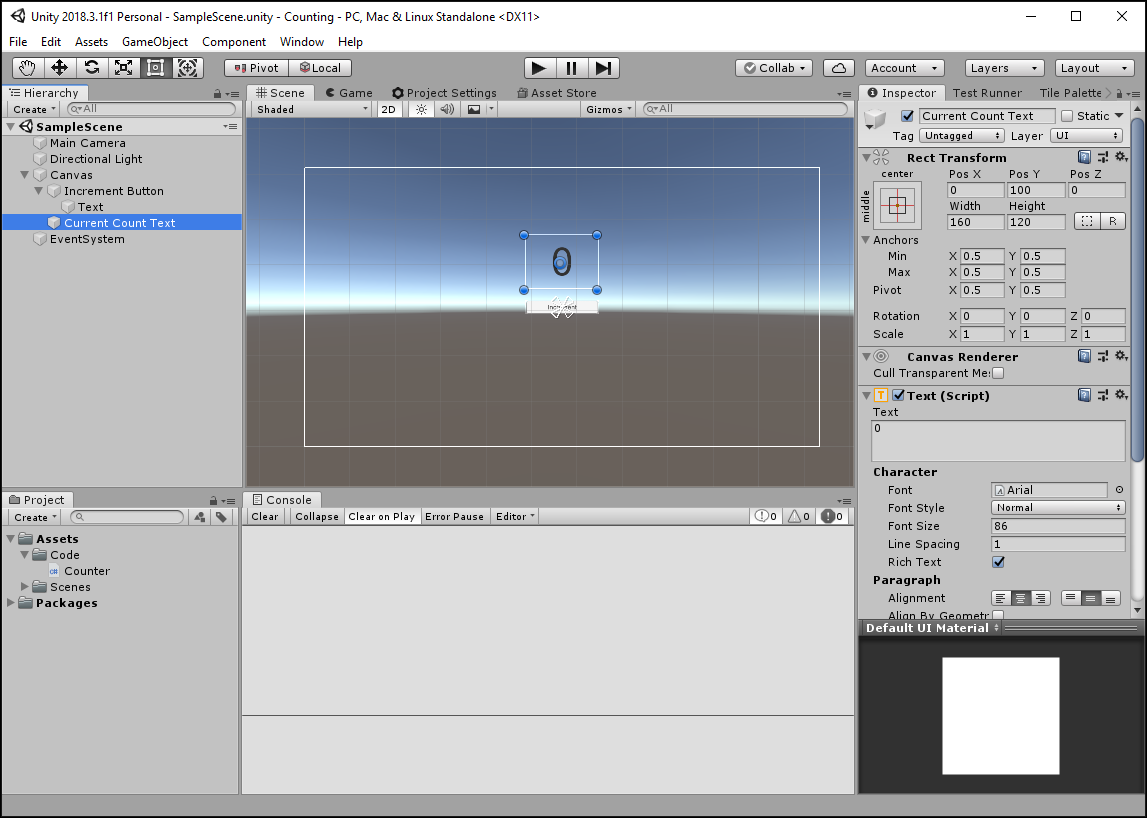 Unity 2018.3.1f1 Personal - SampleScene.unity - Counting - PC, Mac & Linux Standalone <DX11>
File Edit Assets GameObject Component Window Help
Pivot Local Collab Account Layers Layout
Hierarchy
Create All
SampleScene
Main Camera
Directional Light
Canvas
Increment Button
Text
Current Count Text
EventSystem
Scene Game Project Settings Asset Store
Shaded 2D Gizmos All
0
Inspector Test Runner Tile Palette
Current Count Text Static
Tag Untagged Layer UI
Rect Transform
center Pos X Pos Y Pos Z
middle 0 100 0
Width Height
160 120 R
Anchors
Min X 0.5 Y 0.5
Max X 0.5 Y 0.5
Pivot X 0.5 Y 0.5
Rotation X 0 Y 0 Z 0
Scale X 1 Y 1 Z 1
Canvas Renderer
Cull Transparent Me
T Text (Script)
Text
0
Character
Font Arial
Font Style Normal
Font Size 86
Line Spacing 1
Rich Text
Paragraph
Alignment
Align By Geometr
Default UI Material
Project
Create
Assets
Code
Counter
Scenes
Packages
Console
Clear Collapse Clear on Play Error Pause Editor 0 0 0